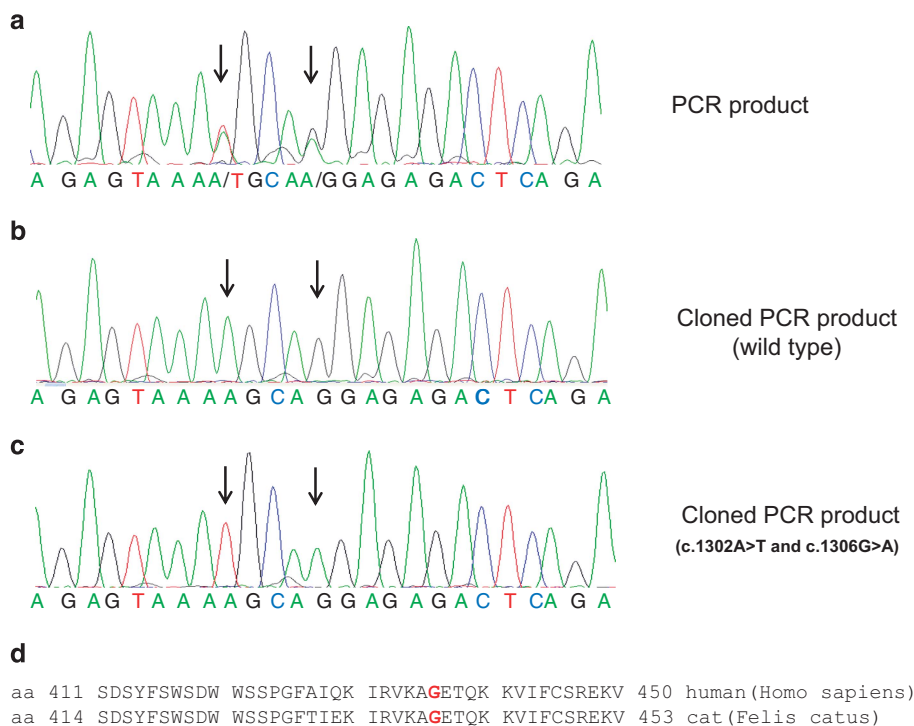 a
PCR product
A G A G T A A A A/T G C A A/G G A G A G A C T C A G A
b
Cloned PCR product
(wild type)
A G A G T A A A A G C A G G A G A G A C T C A G A
c
Cloned PCR product
(c.1302A>T and c.1306G>A)
A G A G T A A A A G C A G G A G A G A C T C A G A
d
aa 411 SDSYFSWSDW WSSPGFAIQK IRVKAGETQK KVIFCSREKV 450 human(Homo sapiens)
aa 414 SDSYFSWSDW WSSPGFTIEK IRVKAGETQK KVIFCSREKV 453 cat(Felis catus)